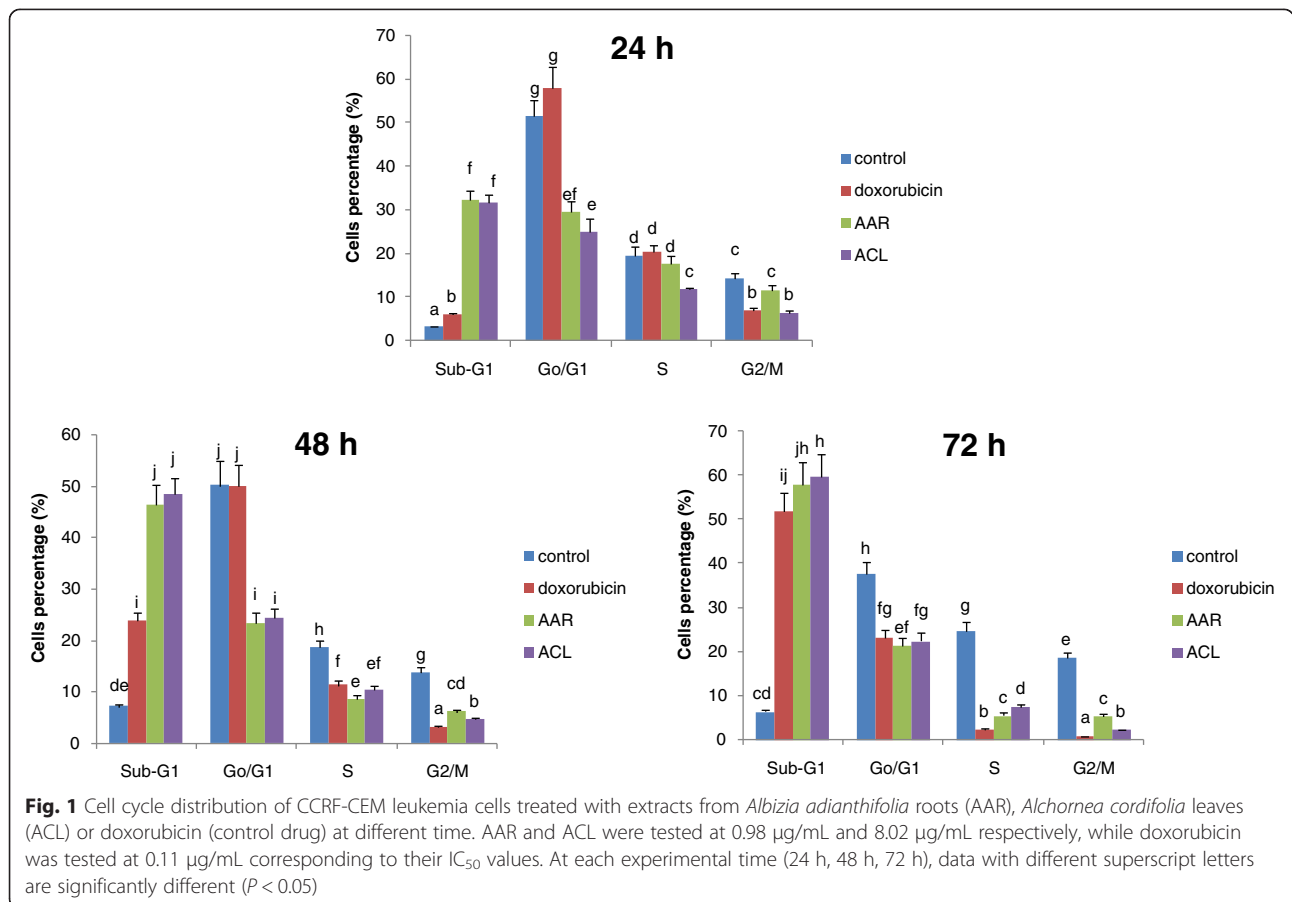 24 h
Cells percentage (%)
70
60
50
40
30
20
10
0
a
b
f
f
g
g
ef
e
d
d
d
c
c
b
c
b
Sub-G1 Go/G1 S G2/M
control
doxorubicin
AAR
ACL
48 h
Cells percentage (%)
60
50
40
30
20
10
0
de
i
j
j
j
j
i
i
h
f
e
ef
g
a
cd
b
Sub-G1 Go/G1 S G2/M
control
doxorubicin
AAR
ACL
72 h
Cells percentage (%)
70
60
50
40
30
20
10
0
cd
ij
jh
h
h
fg
ef
fg
g
b
c
d
e
a
c
b
Sub-G1 Go/G1 S G2/M
control
doxorubicin
AAR
ACL
Fig. 1 Cell cycle distribution of CCRF-CEM leukemia cells treated with extracts from Albizia adianthifolia roots (AAR), Alchornea cordifolia leaves
(ACL) or doxorubicin (control drug) at different time. AAR and ACL were tested at 0.98 μg/mL and 8.02 μg/mL respectively, while doxorubicin
was tested at 0.11 μg/mL corresponding to their IC50 values. At each experimental time (24 h, 48 h, 72 h), data with different superscript letters
are significantly different (P < 0.05)